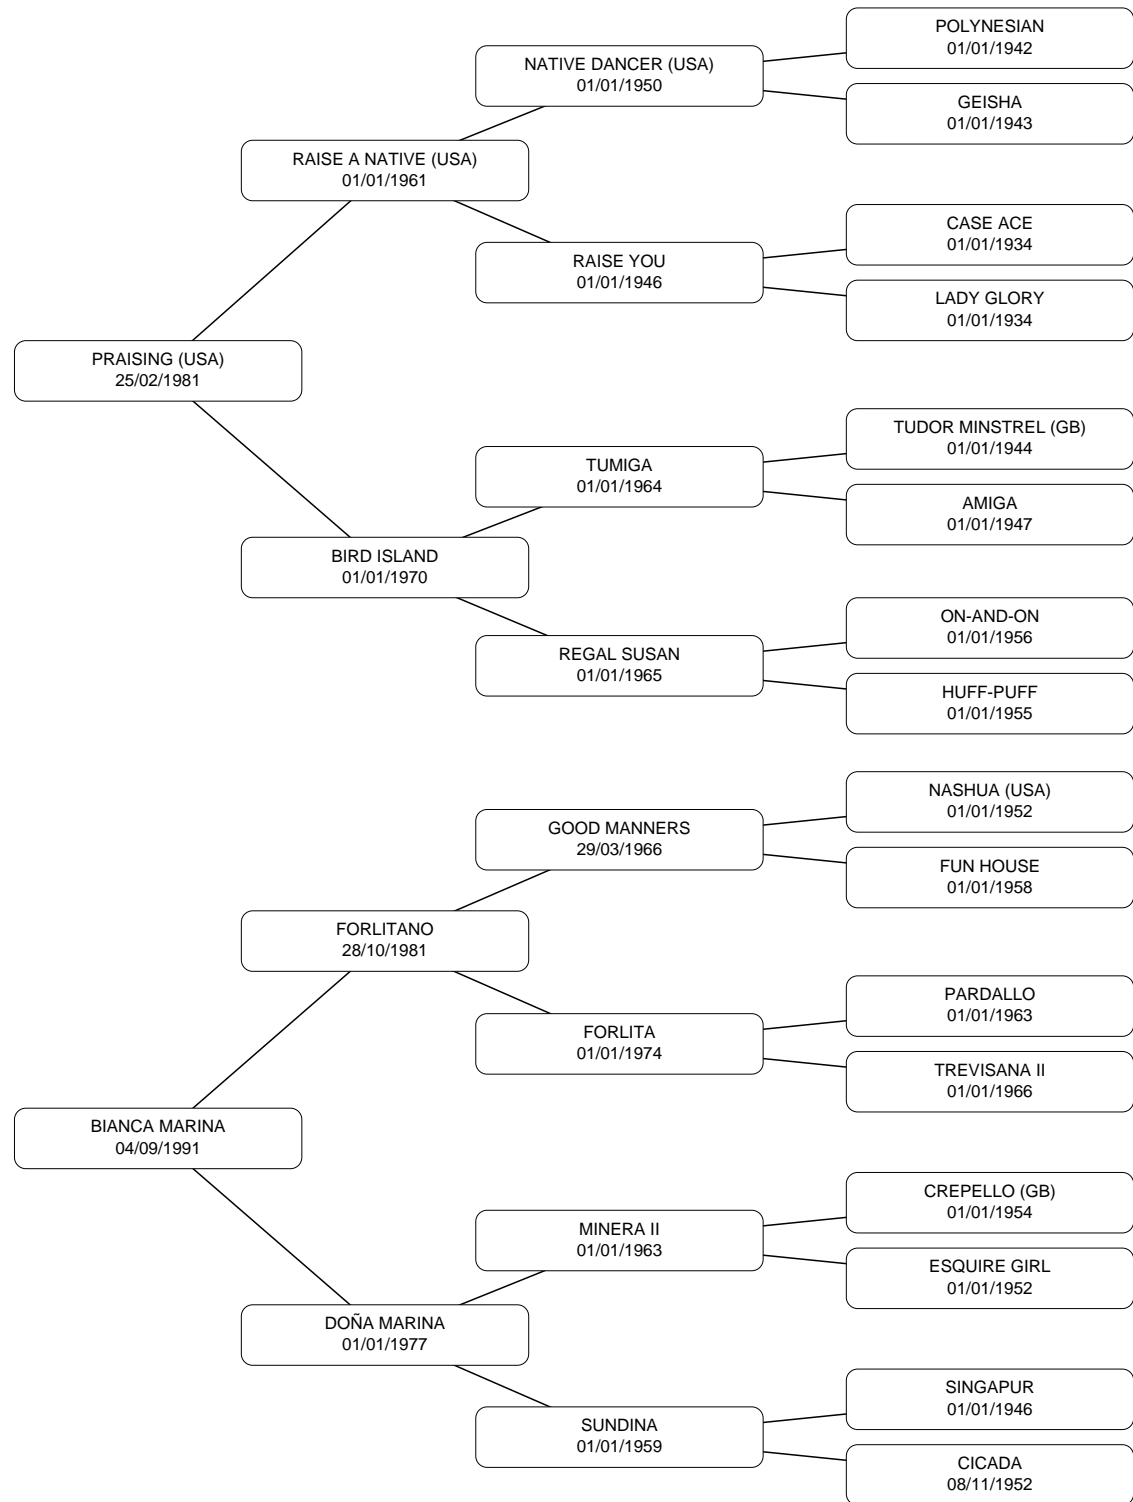 POLYNESIAN
01/01/1942
NATIVE DANCER (USA)
01/01/1950
GEISHA
01/01/1943
RAISE A NATIVE (USA)
01/01/1961
CASE ACE
01/01/1934
RAISE YOU
01/01/1946
LADY GLORY
01/01/1934
PRAISING (USA)
25/02/1981
TUDOR MINSTREL (GB)
01/01/1944
TUMIGA
01/01/1964
AMIGA
01/01/1947
BIRD ISLAND
01/01/1970
ON-AND-ON
01/01/1956
REGAL SUSAN
01/01/1965
HUFF-PUFF
01/01/1955
NASHUA (USA)
01/01/1952
GOOD MANNERS
29/03/1966
FUN HOUSE
01/01/1958
FORLITANO
28/10/1981
PARDALLO
01/01/1963
FORLITA
01/01/1974
TREVISANA II
01/01/1966
BIANCA MARINA
04/09/1991
CREPELLO (GB)
01/01/1954
MINERA II
01/01/1963
ESQUIRE GIRL
01/01/1952
DOÑA MARINA
01/01/1977
SINGAPUR
01/01/1946
SUNDINA
01/01/1959
CICADA
08/11/1952